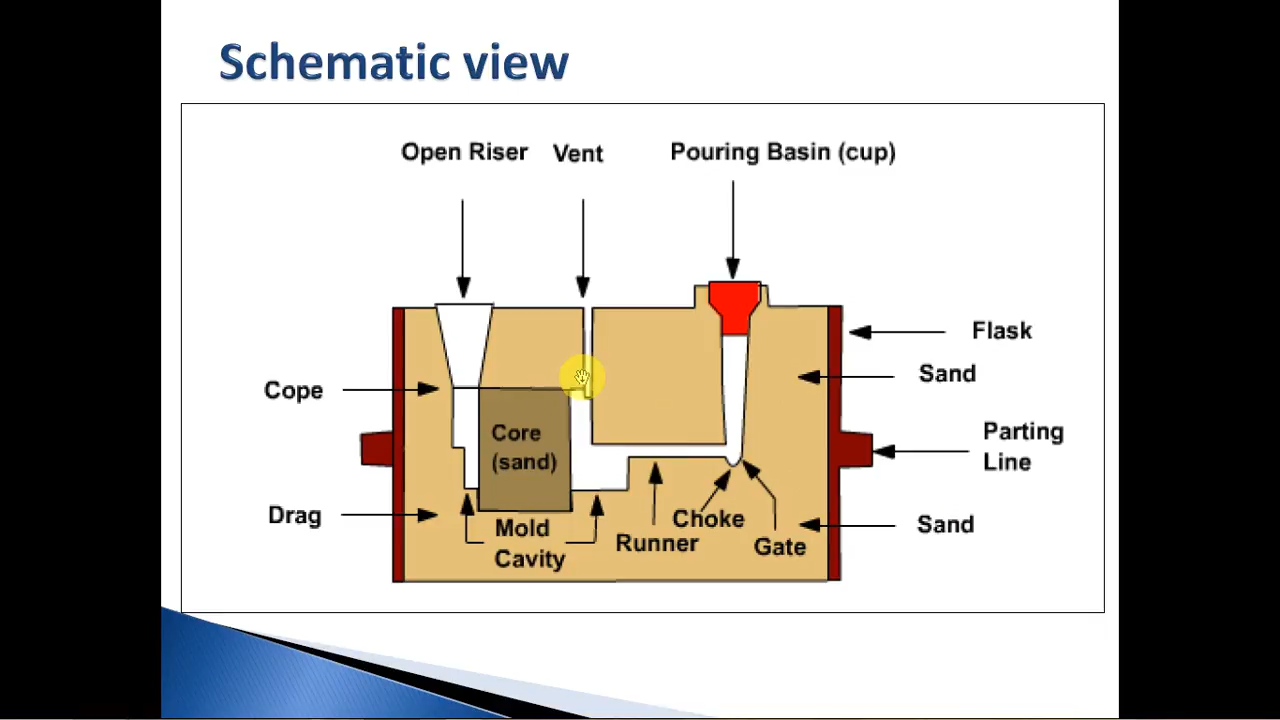 Schematic view
Open Riser
Vent
Pouring Basin (cup)
Flask
Sand
Cope
Core
(sand)
Parting
Line
Drag
Mold
Cavity
Runner
Choke
Gate
Sand